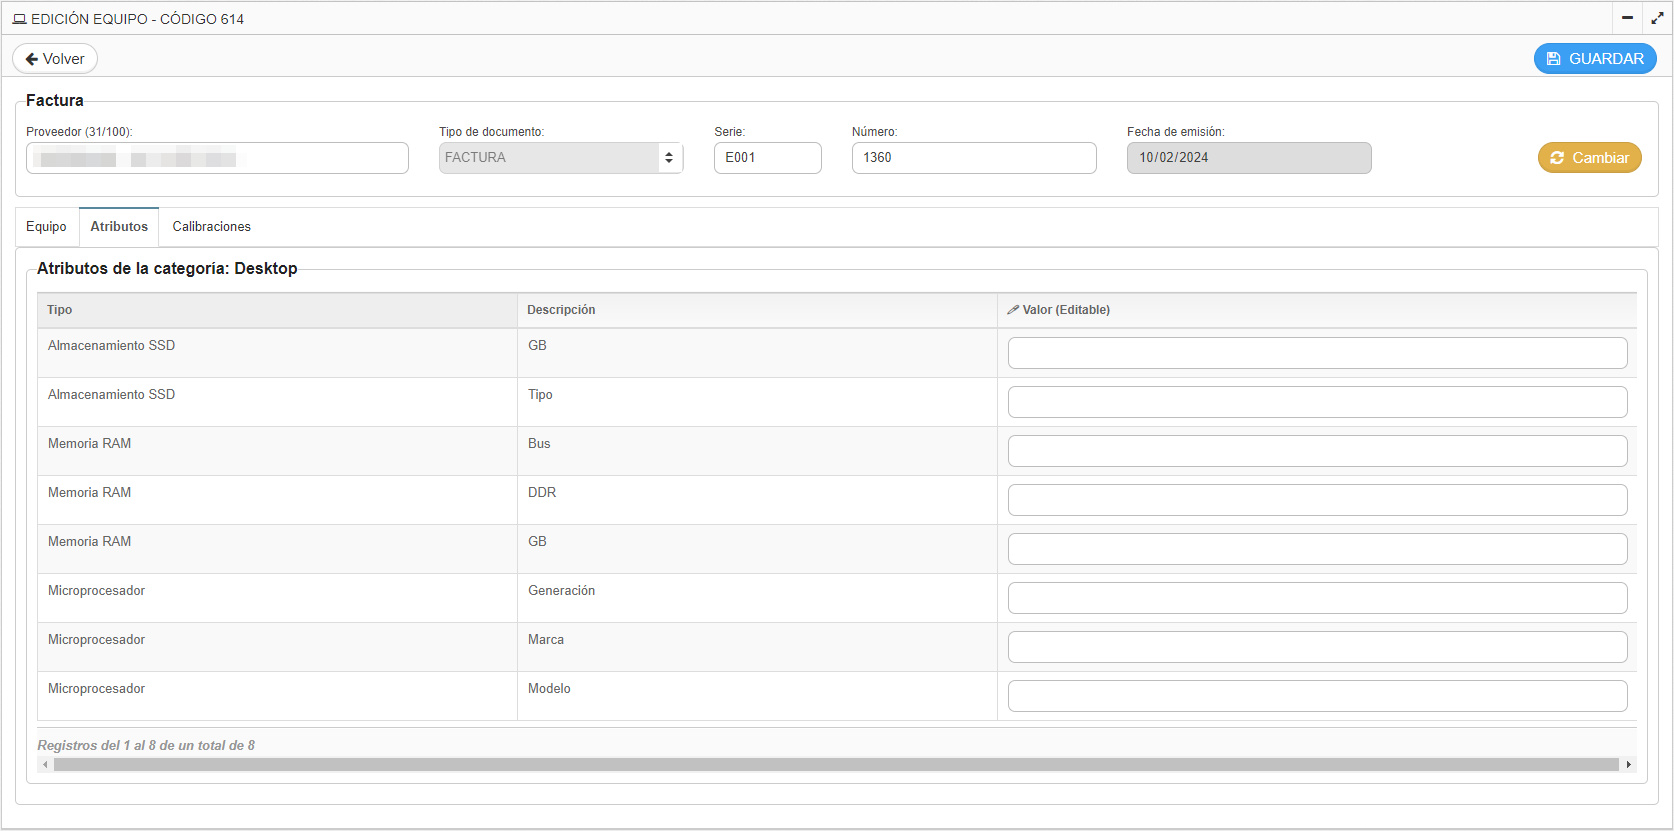 EDICIÓN EQUIPO - CÓDIGO 614
Volver
GUARDAR
Factura
Proveedor (31/100):
Tipo de documento:
Serie:
Número:
Fecha de emisión:
FACTURA
E001
1360
10/02/2024
Cambiar
Equipo
Atributos
Calibraciones
Atributos de la categoría: Desktop
Tipo Descripción Valor (Editable)
Almacenamiento SSD GB
Almacenamiento SSD Tipo
Memoria RAM Bus
Memoria RAM DDR
Memoria RAM GB
Microprocesador Generación
Microprocesador Marca
Microprocesador Modelo
Registros del 1 al 8 de un total de 8